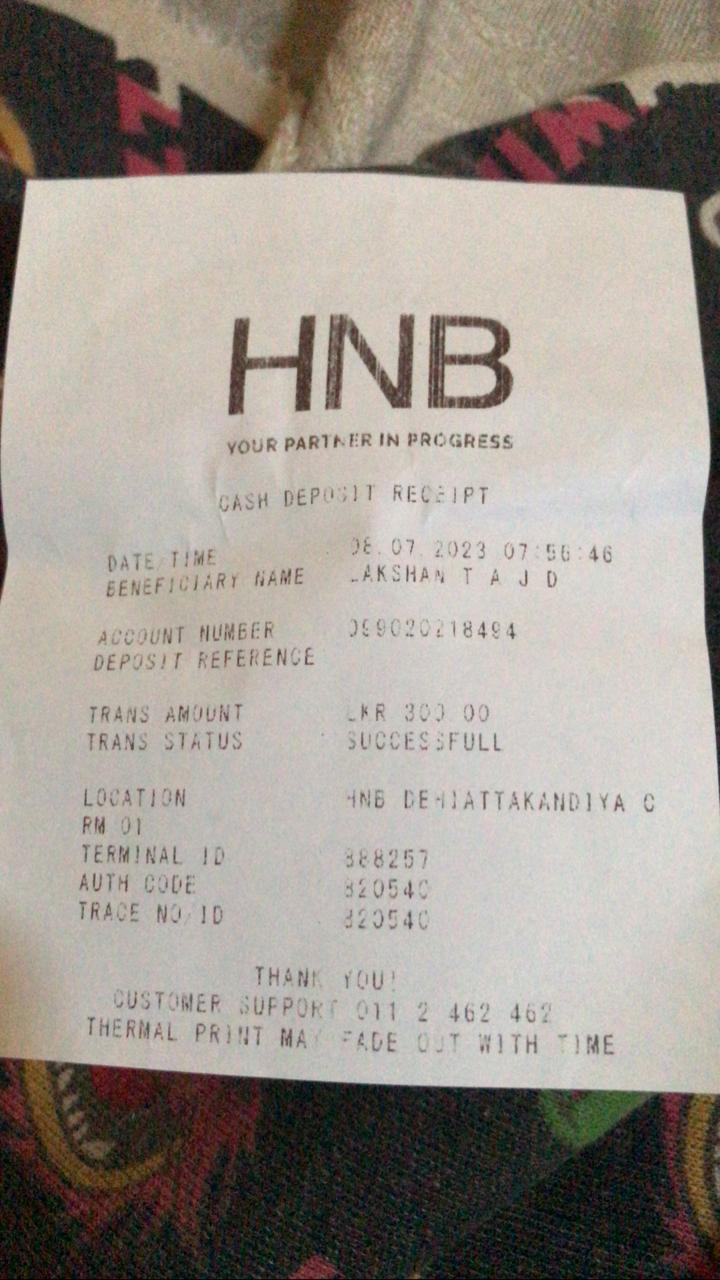 HNB
YOUR PARTNER IN PROGRESS
CASH DEPOSIT RECEIPT
DATE/TIME : 08.07.2023 07:56:46
BENEFICIARY NAME : LAKSHAN T A J D
ACCOUNT NUMBER 099020218494
DEPOSIT REFERENCE
TRANS AMOUNT : LKR 300.00
TRANS STATUS : SUCCESSFULL
LOCATION HNB DEHIATTAKANDIYA C
RM 01
TERMINAL ID
AUTH CODE
TRACE NO/ID
THANK YOU!
CUSTOMER SUPPORT 011 2 462 462
THERMAL PRINT MAY FADE OUT WITH TIME